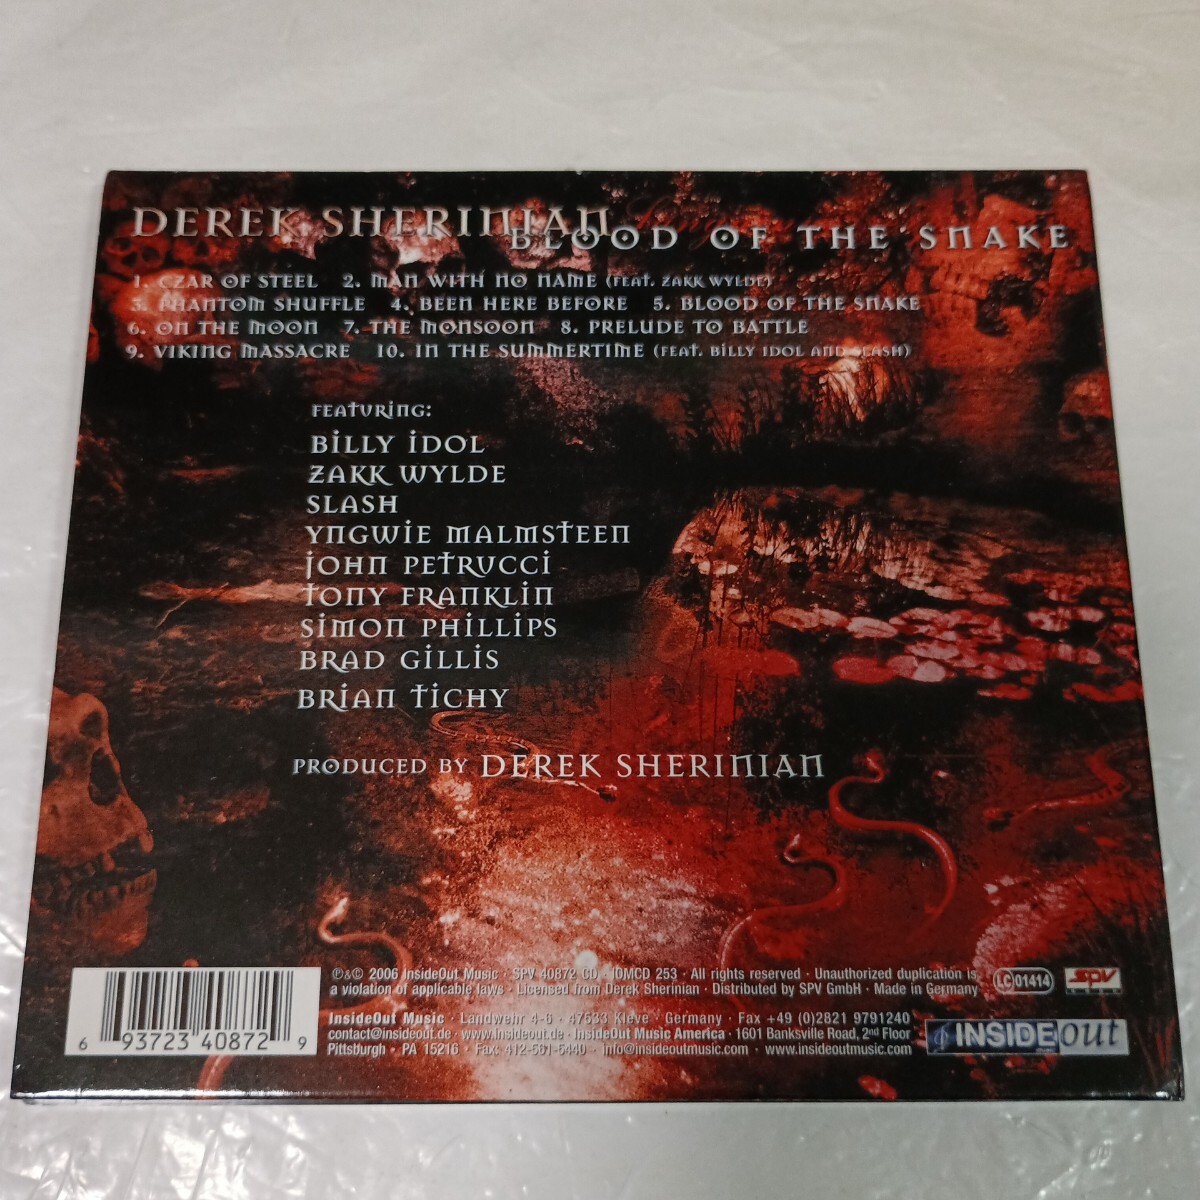 DEREK SHERINIAN
BLOOD OF THE SNAKE
1. CZAR OF STEEL 2. MAN WITH NO NAME (FEAT. ZAKK WYLDE)
3. PHANTOM SHUFFLE 4. BEEN HERE BEFORE 5. BLOOD OF THE SNAKE
6. ON THE MOON 7. THE MONSOON 8. PRELUDE TO BATTLE
9. VIKING MASSACRE 10. IN THE SUMMERTIME (FEAT. BILLY IDOL AND SLASH)
FEATURING:
BILLY IDOL
ZAKK WYLDE
SLASH
YNGWIE MALMSTEEN
JOHN PETRUCCI
TONY FRANKLIN
SIMON PHILLIPS
BRAD GILLIS
BRIAN TICHY
PRODUCED BY DEREK SHERINIAN
6 93723 40872 9
℗&© 2006 InsideOut Music · SPV 40872 CD · IOMCD 253 · All rights reserved · Unauthorized duplication is
a violation of applicable laws · Licensed from Derek Sherinian · Distributed by SPV GmbH · Made in Germany
LC 01414
SPV
InsideOut Music · Landwehr 4-6 · 47533 Kleve · Germany · Fax +49 (0)2821 9791240
contact@insideout.de · www.insideout.de · InsideOut Music America · 1601 Banksville Road, 2nd Floor
Pittsburgh · PA 15216 · Fax: 412-561-5440 · info@insideoutmusic.com · www.insideoutmusic.com
INSIDEout